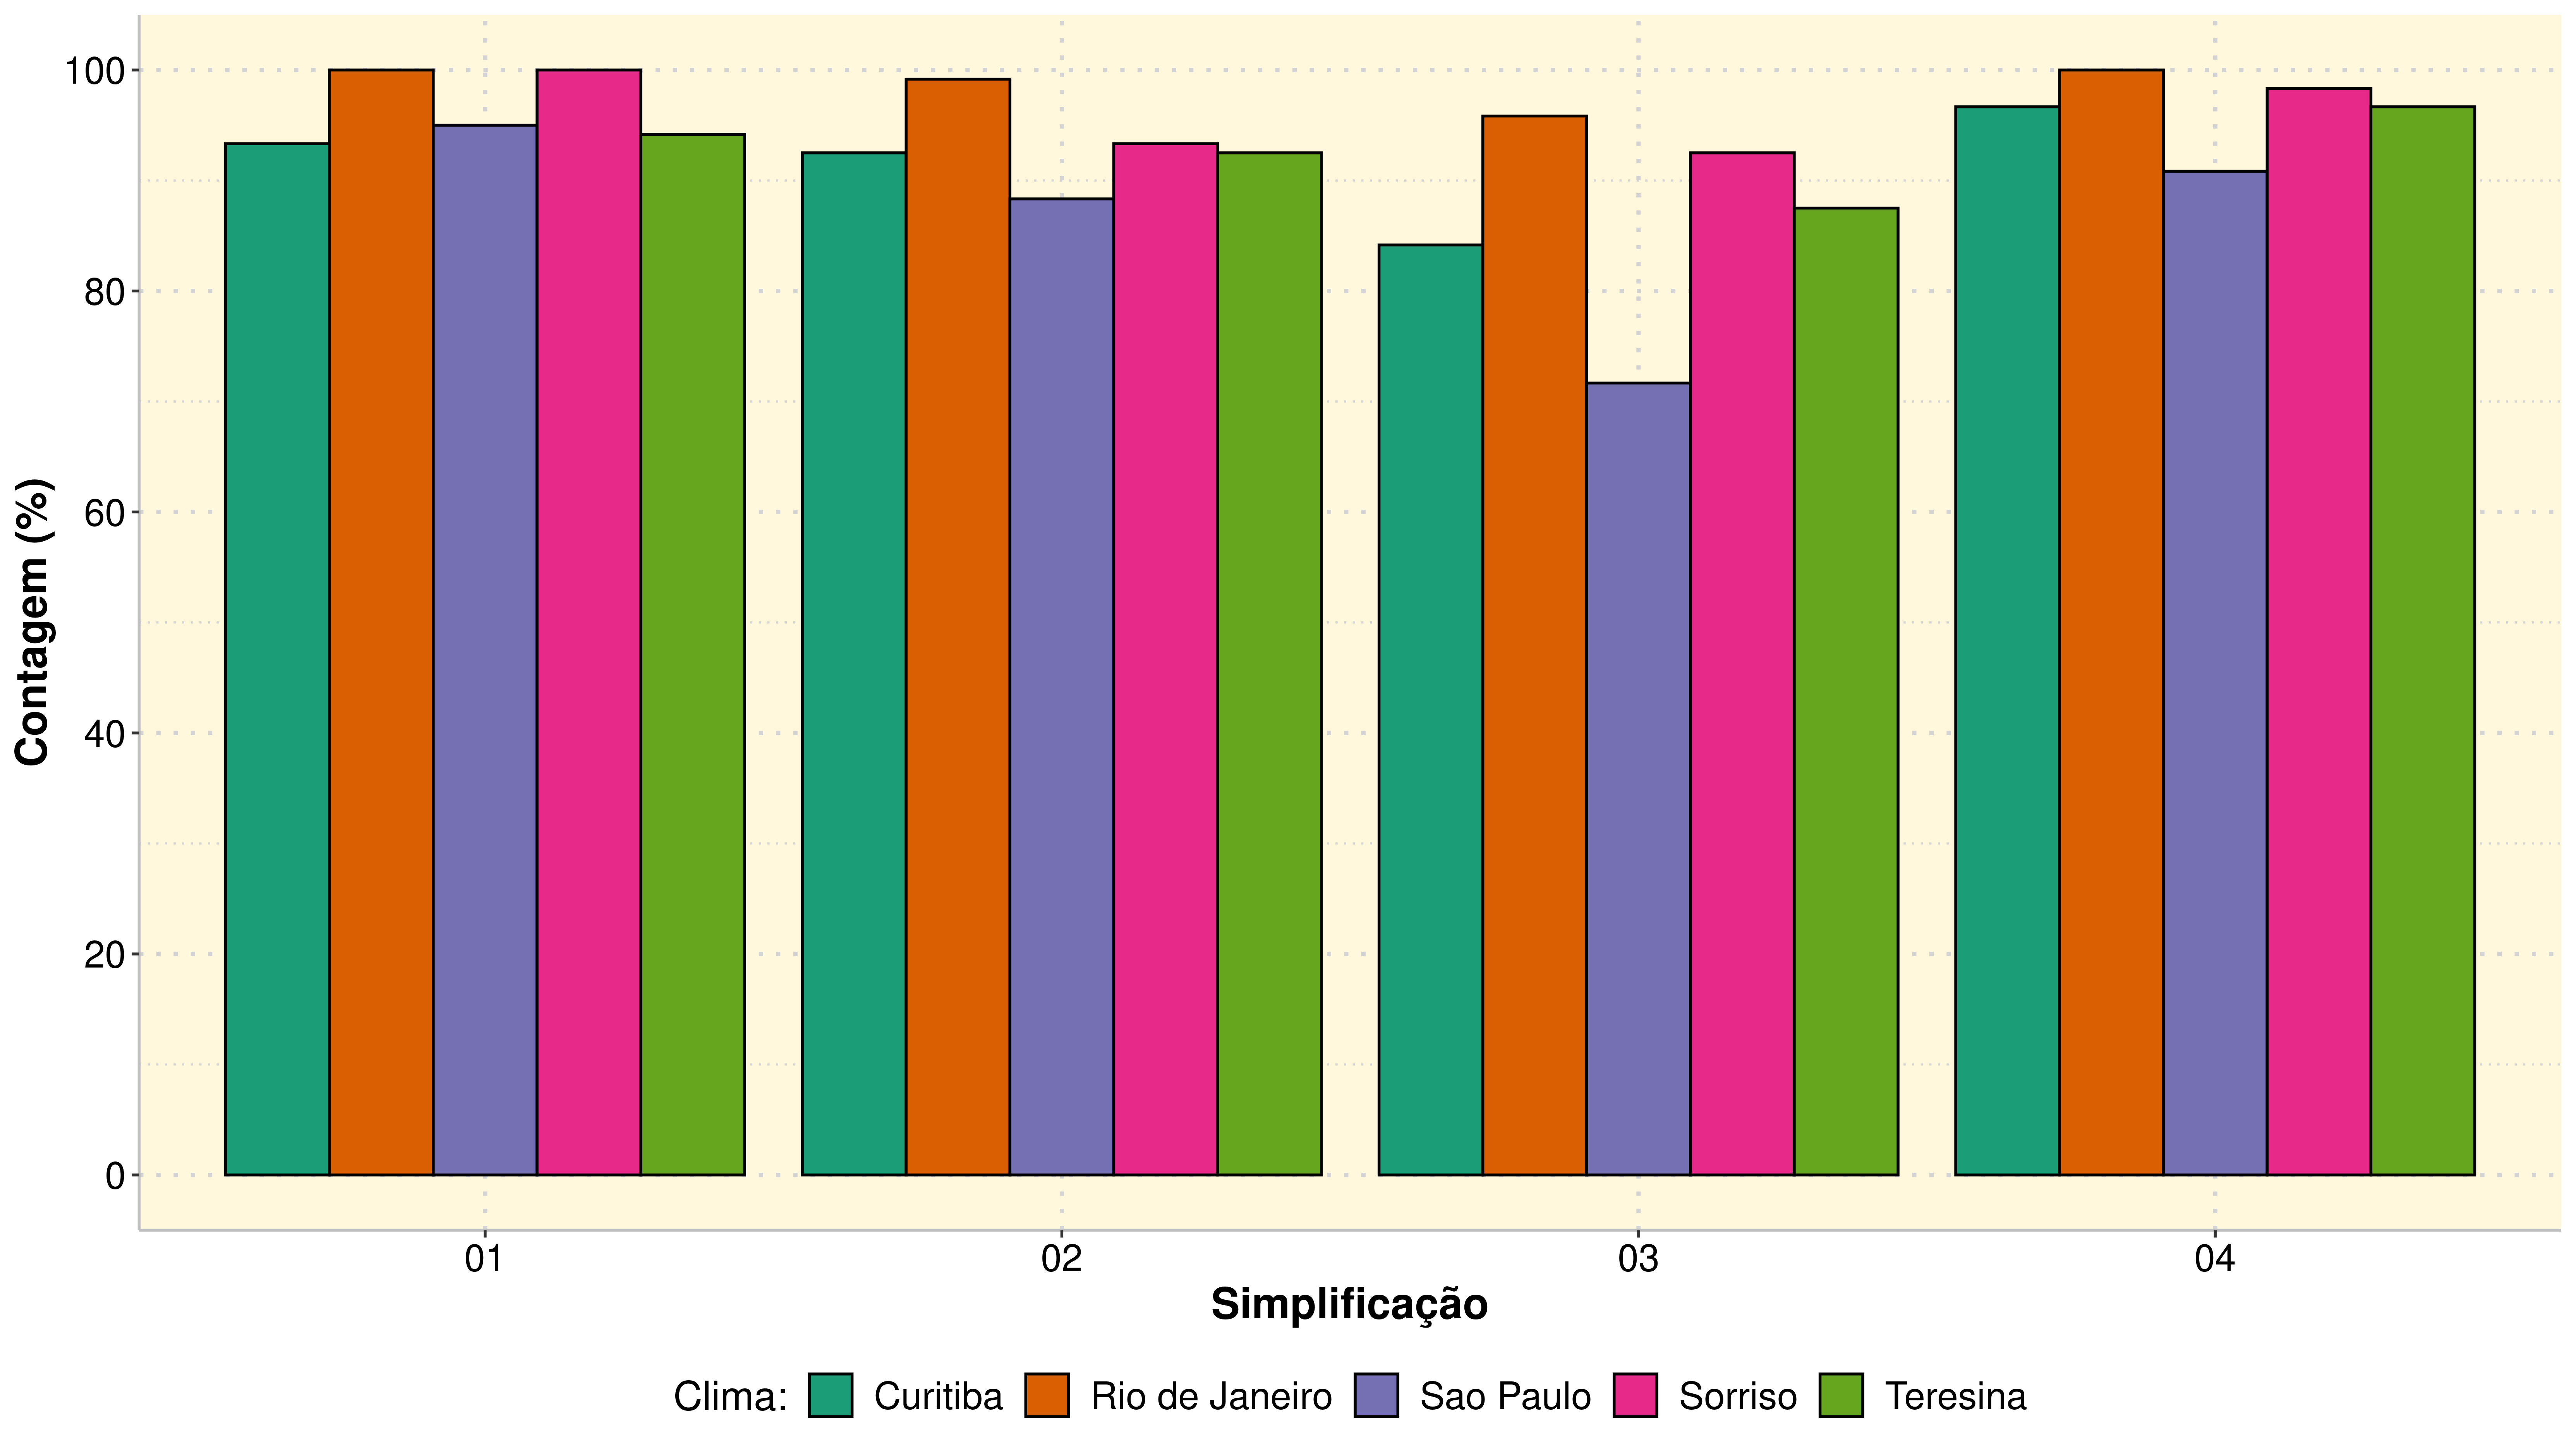 Contagem (%)
100
80
60
40
20
0
01 02 03 04
Simplificação
Clima: Curitiba Rio de Janeiro Sao Paulo Sorriso Teresina